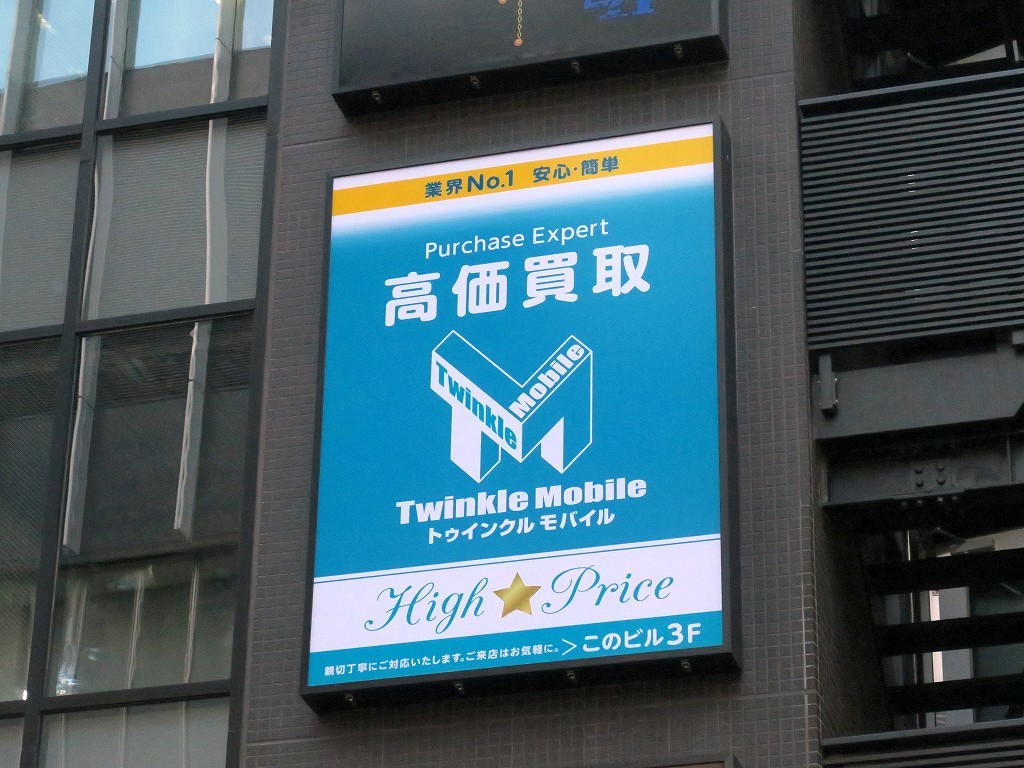 業界No.1 安心・簡単
Purchase Expert
高価買取
Twinkle Mobile
Twinkle Mobile
トゥインクル モバイル
High ★ Price
親切丁寧にご対応いたします。ご来店はお気軽に。＞このビル3F